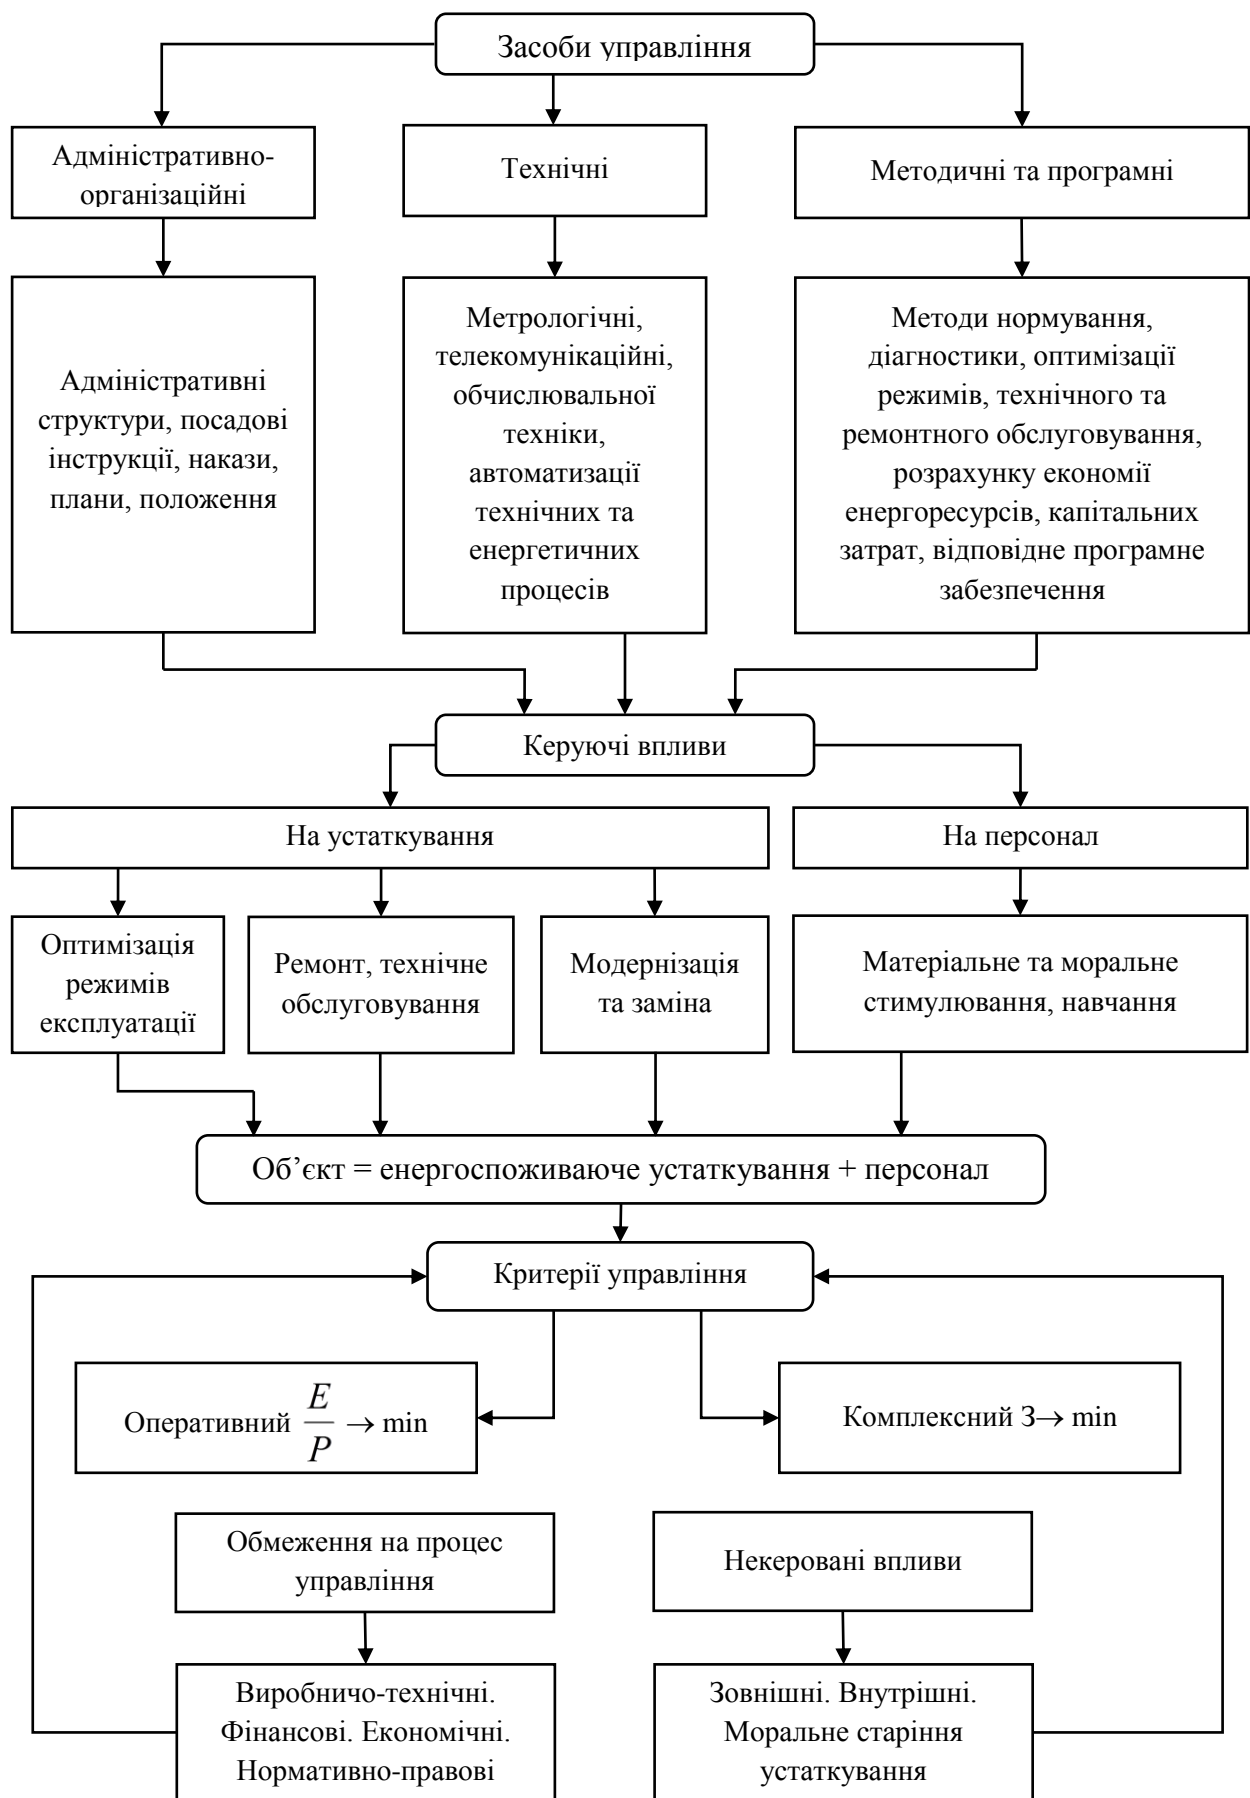 Засоби управління
Адміністративно-
організаційні
Технічні
Методичні та програмні
Адміністративні
структури, посадові
інструкції, накази,
плани, положення
Метрологічні,
телекомунікаційні,
обчислювальної
техніки,
автоматизації
технічних та
енергетичних
процесів
Методи нормування,
діагностики, оптимізації
режимів, технічного та
ремонтного обслуговування,
розрахунку економії
енергоресурсів, капітальних
затрат, відповідне програмне
забезпечення
Керуючі впливи
На устаткування
На персонал
Оптимізація
режимів
експлуатації
Ремонт, технічне
обслуговування
Модернізація
та заміна
Матеріальне та моральне
стимулювання, навчання
Об’єкт = енергоспоживаюче устаткування + персонал
Критерії управління
Оперативний E/P → min
Комплексний З→ min
Обмеження на процес
управління
Некеровані впливи
Виробничо-технічні.
Фінансові. Економічні.
Нормативно-правові
Зовнішні. Внутрішні.
Моральне старіння
устаткування